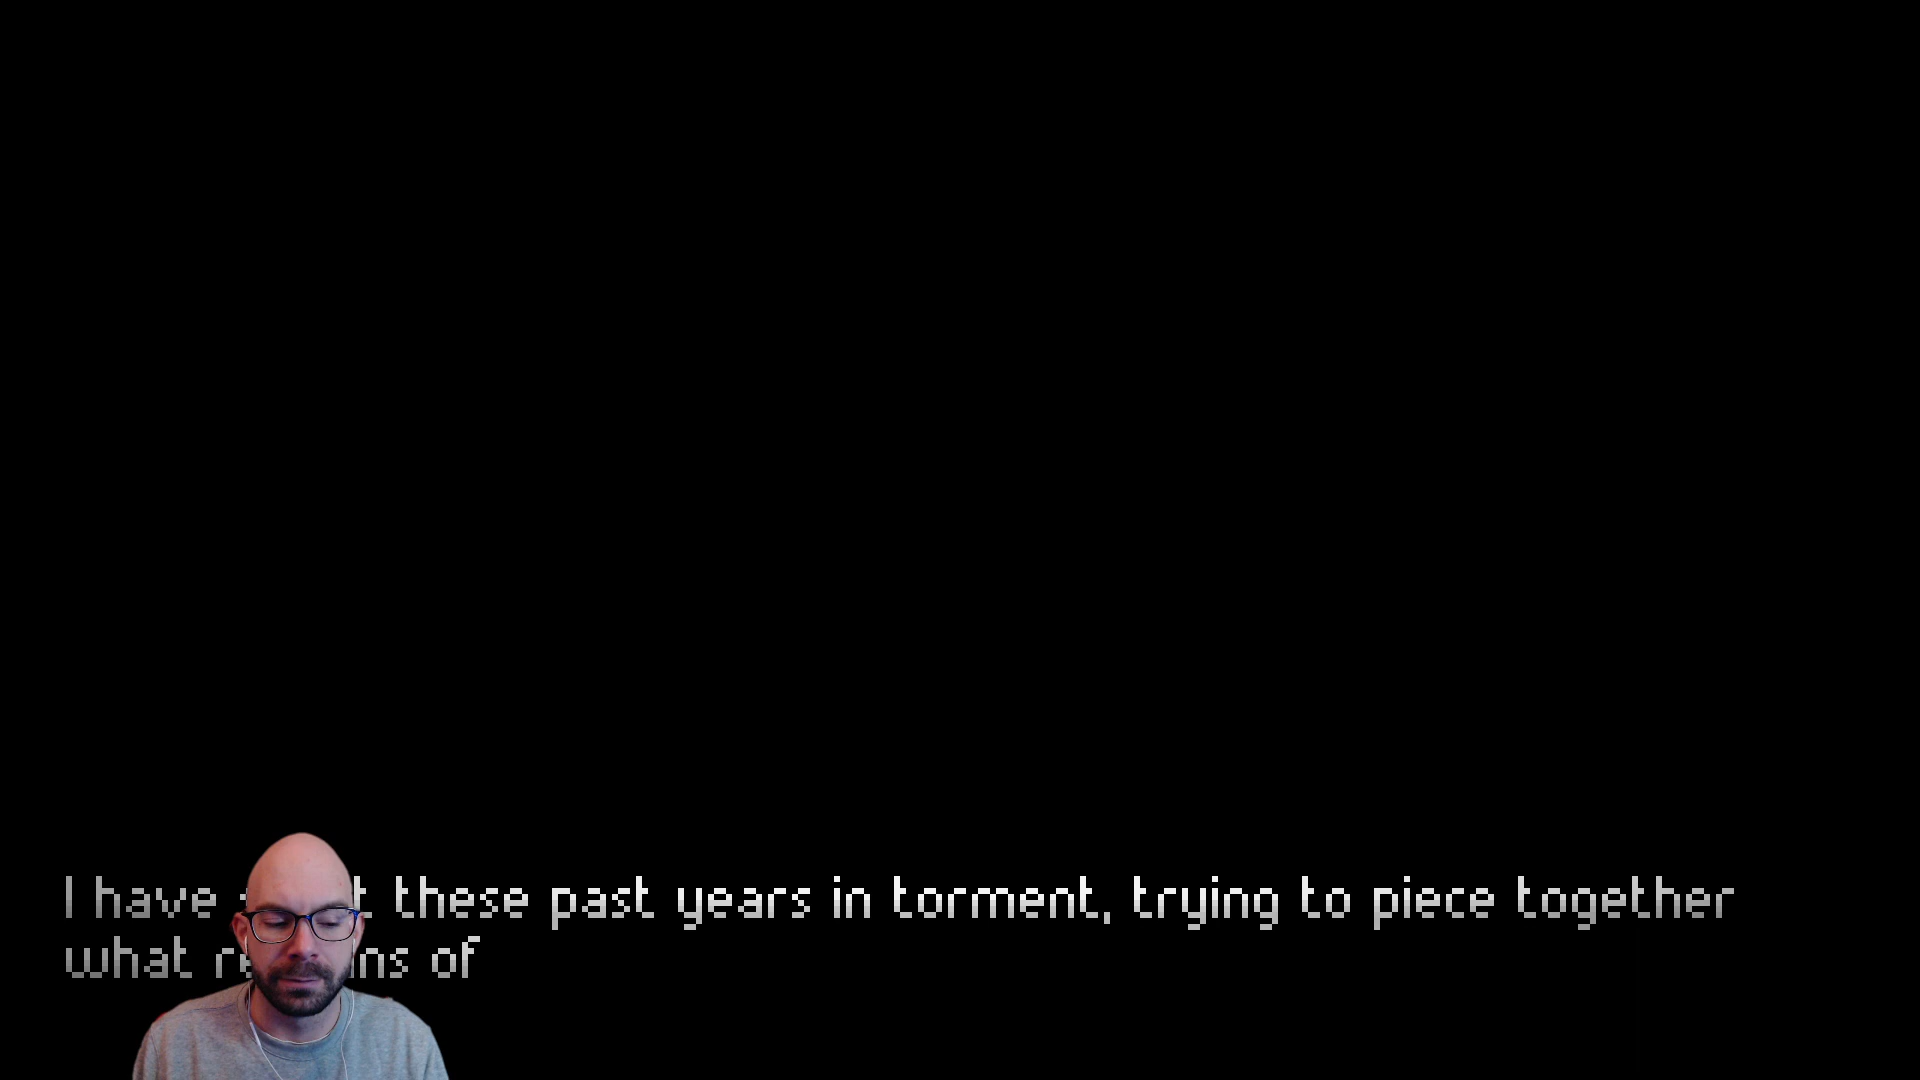 I have these past years in torment, trying to piece together
what of